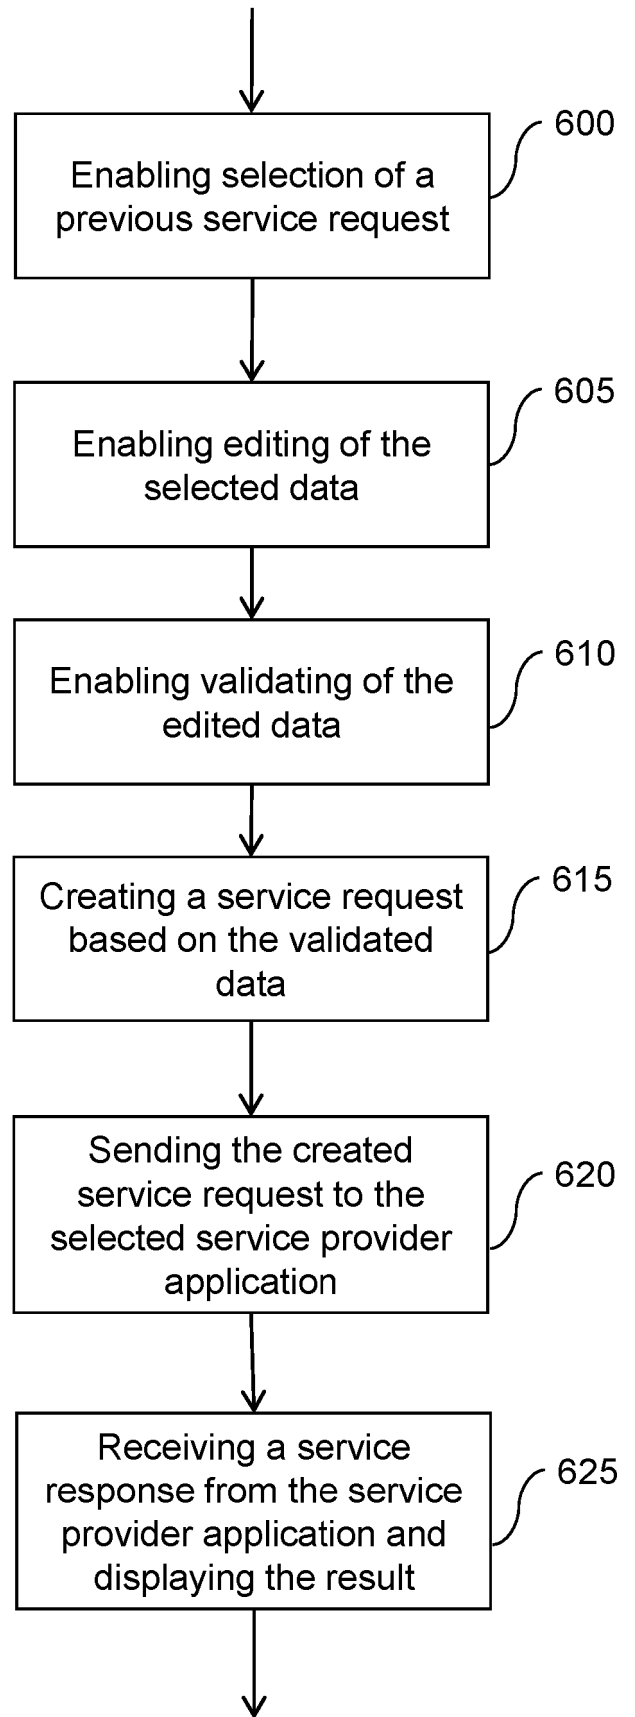 600
Enabling selection of a
previous service request
605
Enabling editing of the
selected data
610
Enabling validating of the
edited data
615
Creating a service request
based on the validated
data
620
Sending the created
service request to the
selected service provider
application
625
Receiving a service
response from the service
provider application and
displaying the result